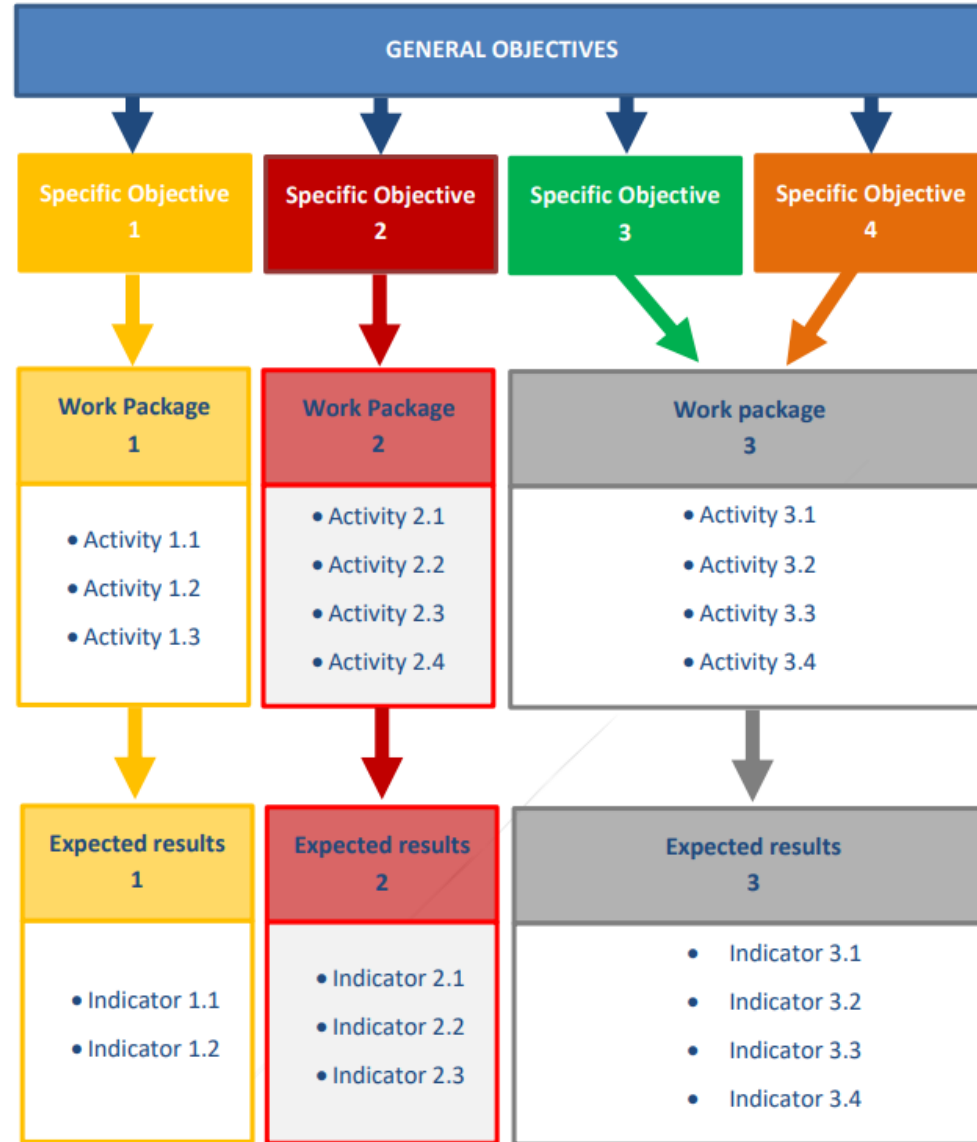 GENERAL OBJECTIVES
Specific Objective
1
Specific Objective
2
Specific Objective
3
Specific Objective
4
Work Package
1
Work Package
2
Work package
3
• Activity 1.1
• Activity 1.2
• Activity 1.3
• Activity 2.1
• Activity 2.2
• Activity 2.3
• Activity 2.4
• Activity 3.1
• Activity 3.2
• Activity 3.3
• Activity 3.4
Expected results
1
Expected results
2
Expected results
3
• Indicator 1.1
• Indicator 1.2
• Indicator 2.1
• Indicator 2.2
• Indicator 2.3
• Indicator 3.1
• Indicator 3.2
• Indicator 3.3
• Indicator 3.4